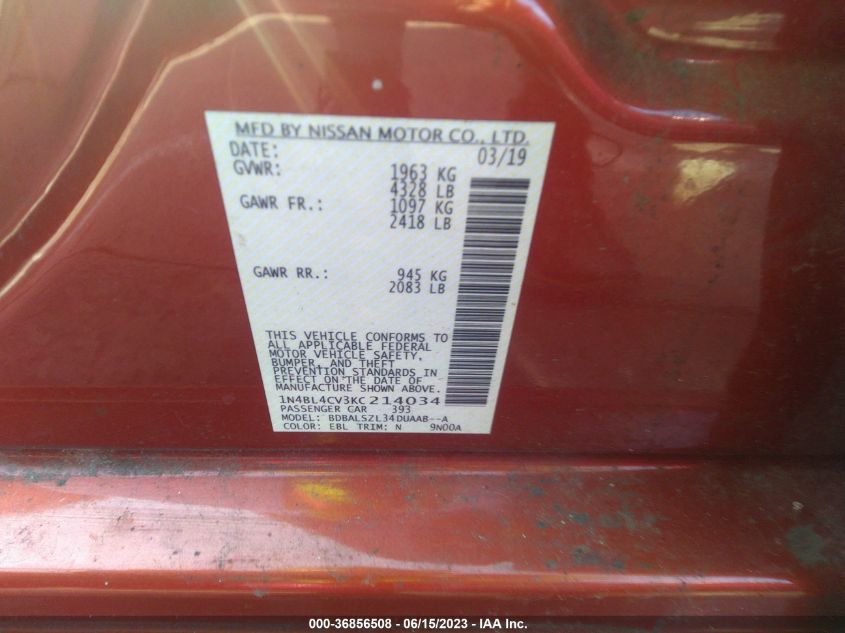 MFD BY NISSAN MOTOR CO., LTD.
DATE: 03/19
GVWR: 1963 KG
4328 LB
GAWR FR.: 1097 KG
2418 LB
GAWR RR.: 945 KG
2083 LB
THIS VEHICLE CONFORMS TO
ALL APPLICABLE FEDERAL
MOTOR VEHICLE SAFETY,
BUMPER, AND THEFT
PREVENTION STANDARDS IN
EFFECT ON THE DATE OF
MANUFACTURE SHOWN ABOVE.
1N4BL4CV3KC214034
PASSENGER CAR 393
MODEL: BDBALSZL34DUAAB--A
COLOR: EBL TRIM: N 9N00A
000-36856508 - 06/15/2023 - IAA Inc.